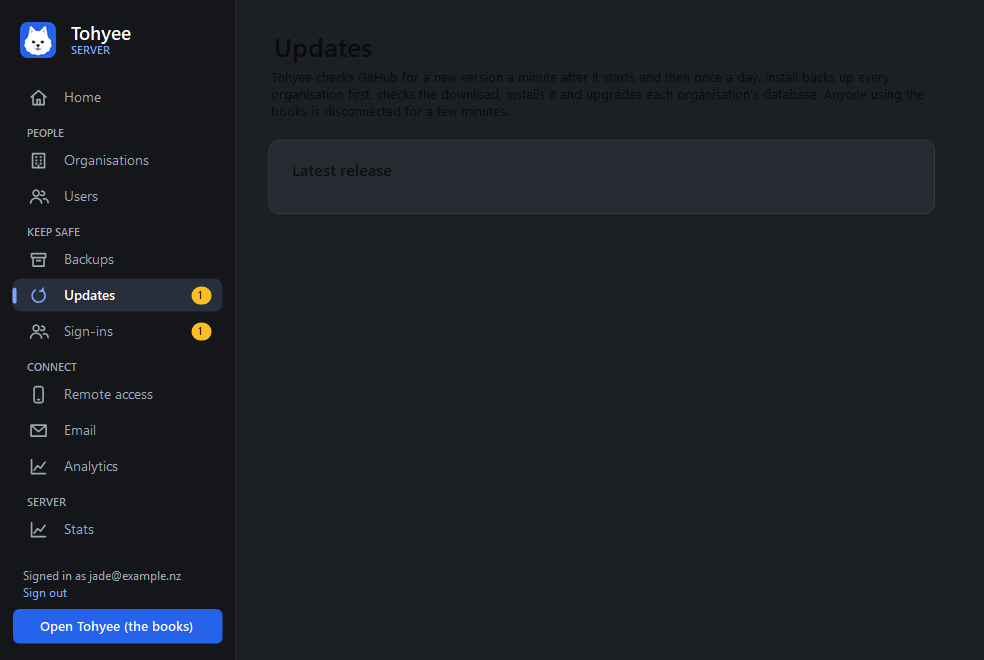 Tohyee
SERVER
Home
PEOPLE
Organisations
Users
KEEP SAFE
Backups
Updates 1
Sign-ins 1
CONNECT
Remote access
Email
Analytics
SERVER
Stats
Signed in as jade@example.nz
Sign out
Open Tohyee (the books)
Updates
Tohyee checks GitHub for a new version a minute after it starts and then once a day. Install backs up every
organisation first, checks the download, installs it and upgrades each organisation's database. Anyone using the
books is disconnected for a few minutes.
Latest release